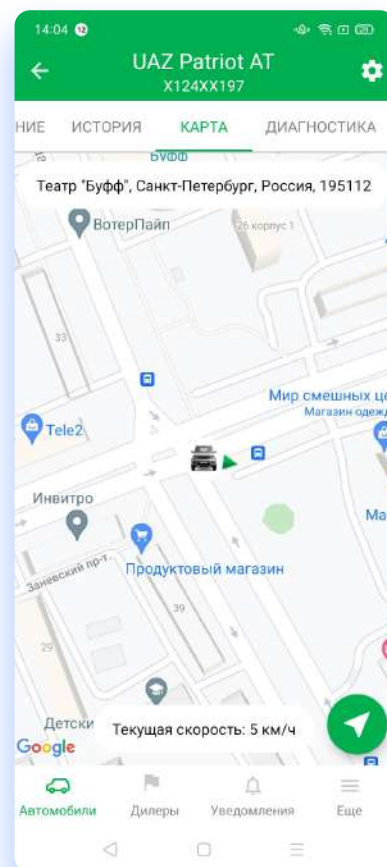 14:04 12
UAZ Patriot AT
X124XX197
НИЕ ИСТОРИЯ КАРТА ДИАГНОСТИКА
Буфф
Театр "Буфф", Санкт-Петербург, Россия, 195112
ВотерПайп
26 корпус 1
33
Мир смешных це
Магазин одежд
Tele2
Инвитро
Ма
Продуктовый магазин
Заневский пр-т.
39
29
Детски
Текущая скорость: 5 км/ч
Google
Автомобили Дилеры Уведомления Еще